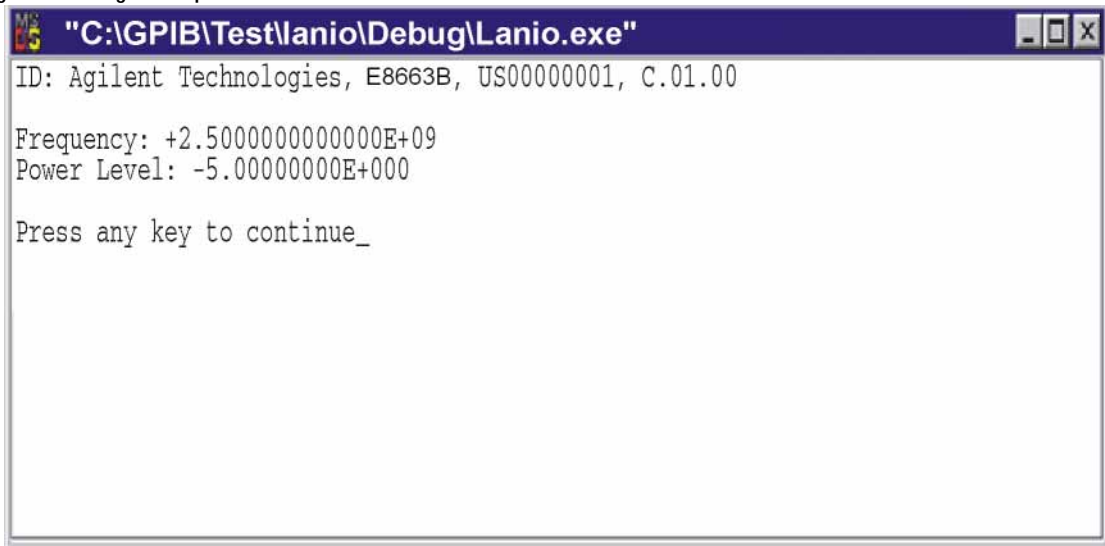 "C:\GPIB\Test\lanio\Debug\Lanio.exe"
ID: Agilent Technologies, E8663B, US00000001, C.01.00
Frequency: +2.5000000000000E+09
Power Level: -5.00000000E+000
Press any key to continue_